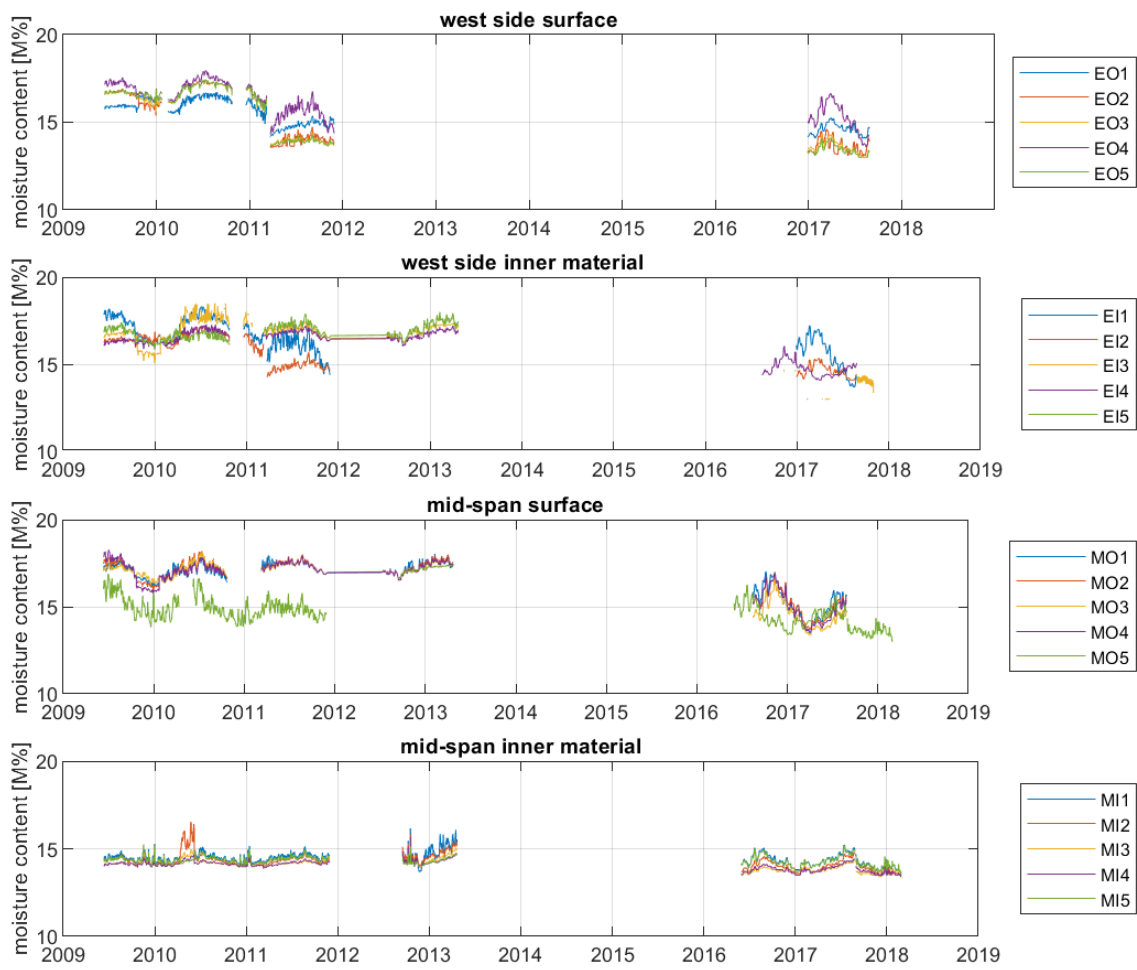 west side surface
moisture content [M%]
20
15
10
2009 2010 2011 2012 2013 2014 2015 2016 2017 2018
EO1
EO2
EO3
EO4
EO5
west side inner material
moisture content [M%]
20
15
10
2009 2010 2011 2012 2013 2014 2015 2016 2017 2018 2019
EI1
EI2
EI3
EI4
EI5
mid-span surface
moisture content [M%]
20
15
10
2009 2010 2011 2012 2013 2014 2015 2016 2017 2018 2019
MO1
MO2
MO3
MO4
MO5
mid-span inner material
moisture content [M%]
20
15
10
2009 2010 2011 2012 2013 2014 2015 2016 2017 2018 2019
MI1
MI2
MI3
MI4
MI5